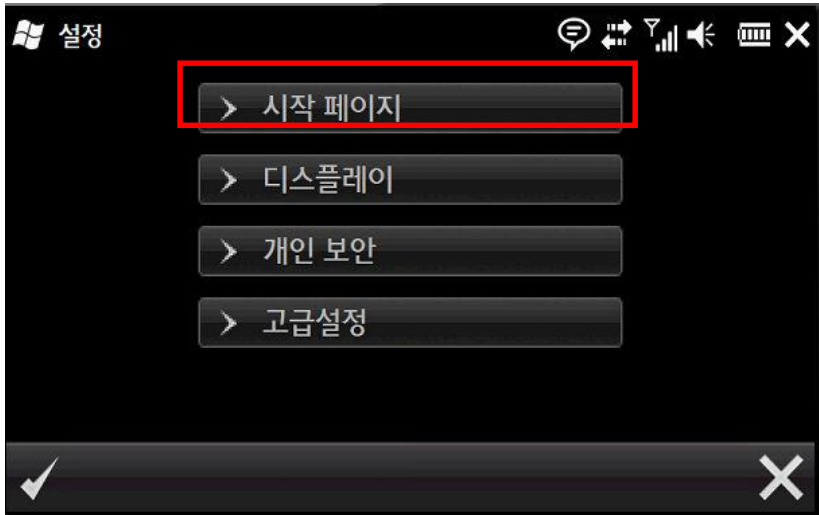 설정
시작 페이지
디스플레이
개인 보안
고급설정